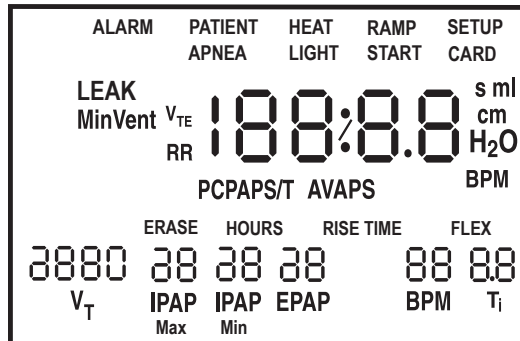 ALARM PATIENT HEAT RAMP SETUP
APNEA LIGHT START CARD
LEAK s ml
MinVent VTE 188:/8.8 cm
RR H2O
PCPAPS/T AVAPS BPM
ERASE HOURS RISE TIME FLEX
8880 88 88 88 88 8.8
VT IPAP IPAP EPAP BPM Ti
Max Min